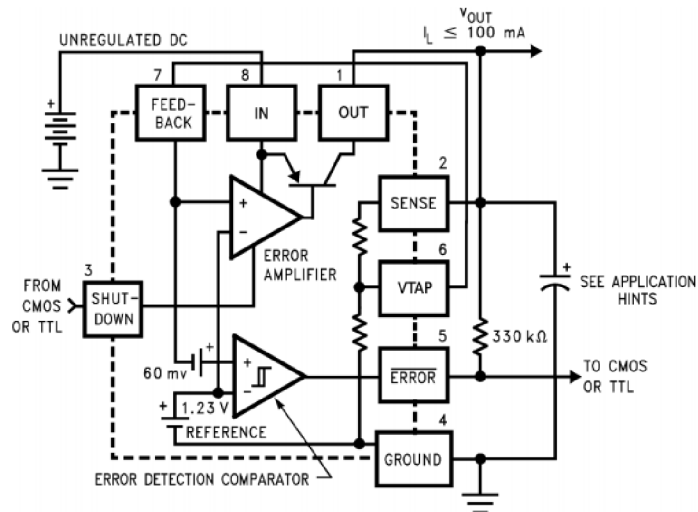 UNREGULATED DC
VOUT
IL ≤ 100 mA
7
8
1
FEED-
BACK
IN
OUT
2
SENSE
+
+
−
ERROR
AMPLIFIER
6
VTAP
+
SEE APPLICATION
HINTS
FROM
CMOS
OR TTL
3
SHUT-
DOWN
330 kΩ
5
ERROR
TO CMOS
OR TTL
60 mv
+
+
−
+
1.23 V
REFERENCE
4
GROUND
ERROR DETECTION COMPARATOR